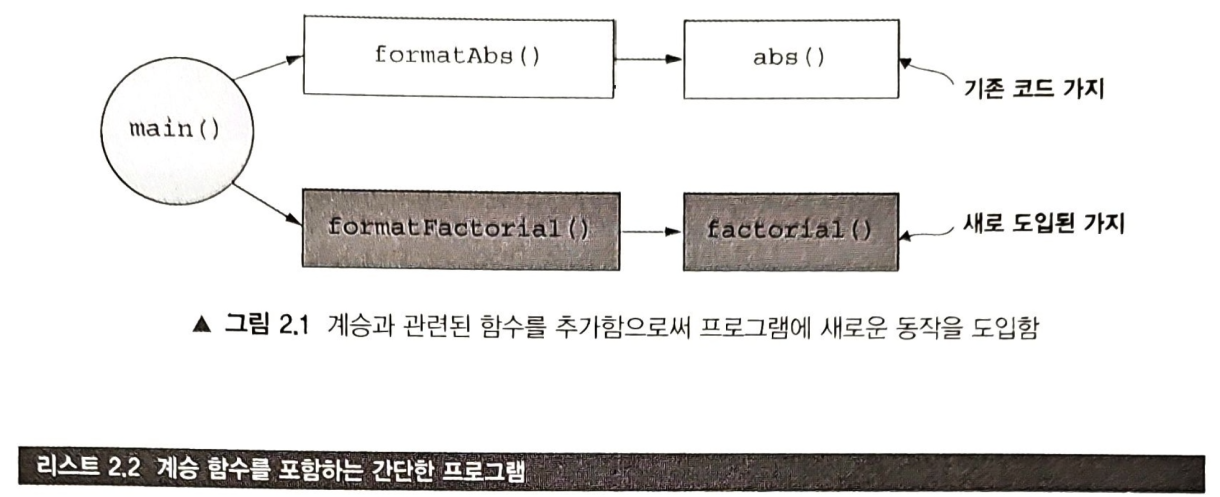 formatAbs() abs()
기존 코드 가지
main()
formatFactorial() factorial()
새로 도입된 가지
▲ 그림 2.1 계승과 관련된 함수를 추가함으로써 프로그램에 새로운 동작을 도입함
리스트 2.2 계승 함수를 포함하는 간단한 프로그램